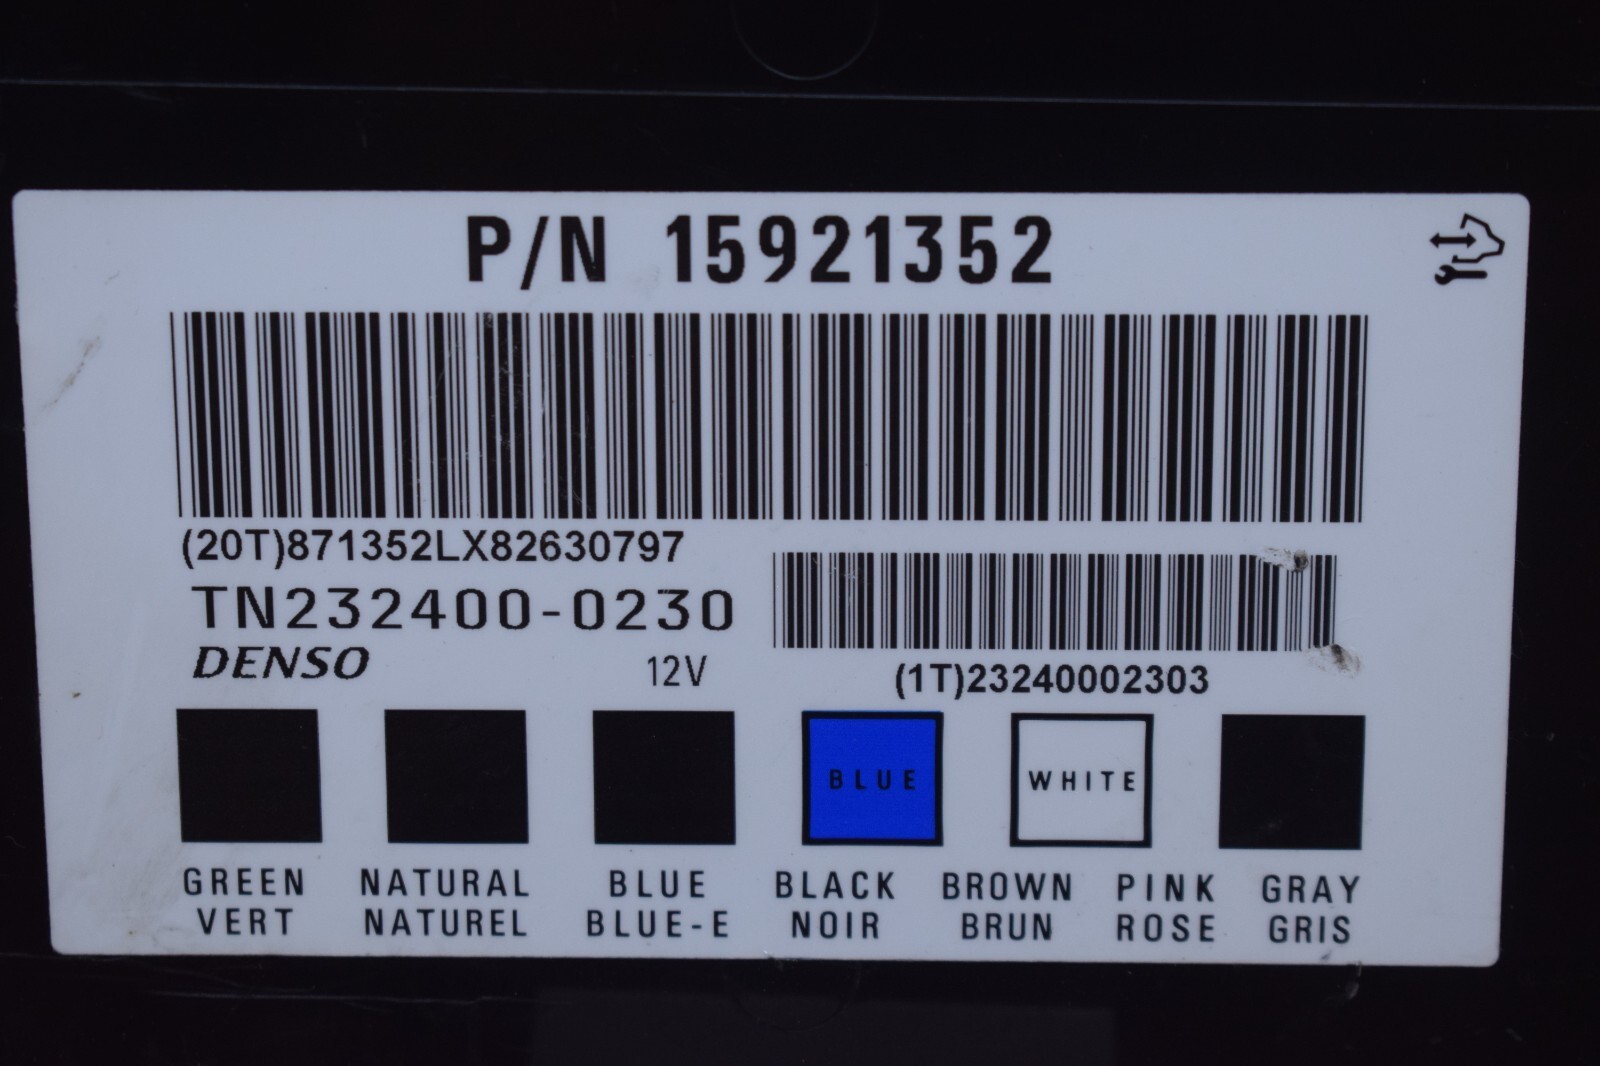 P/N 15921352
(20T)871352LX82630797
TN232400-0230
DENSO 12V
(1T)23240002303
BLUE WHITE
GREEN NATURAL BLUE BLACK BROWN PINK GRAY
VERT NATUREL BLUE-E NOIR BRUN ROSE GRIS